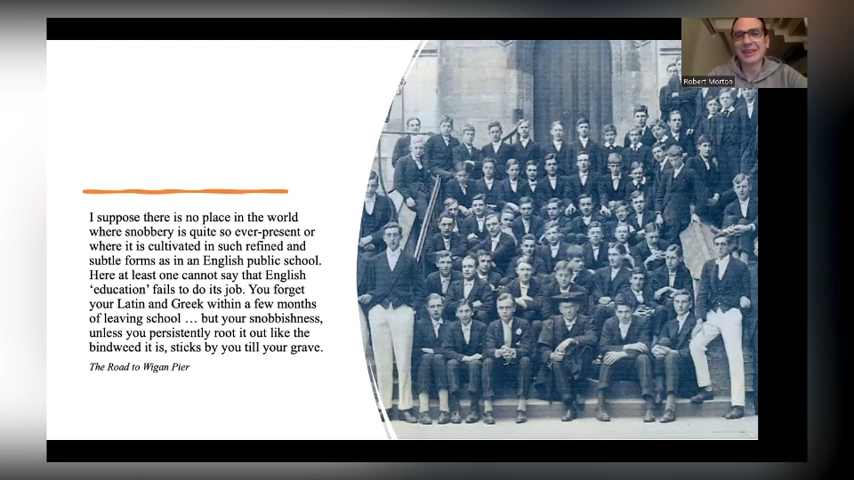 Robert Morton
I suppose there is no place in the world
where snobbery is quite so ever-present or
where it is cultivated in such refined and
subtle forms as in an English public school.
Here at least one cannot say that English
‘education’ fails to do its job. You forget
your Latin and Greek within a few months
of leaving school … but your snobbishness,
unless you persistently root it out like the
bindweed it is, sticks by you till your grave.
The Road to Wigan Pier